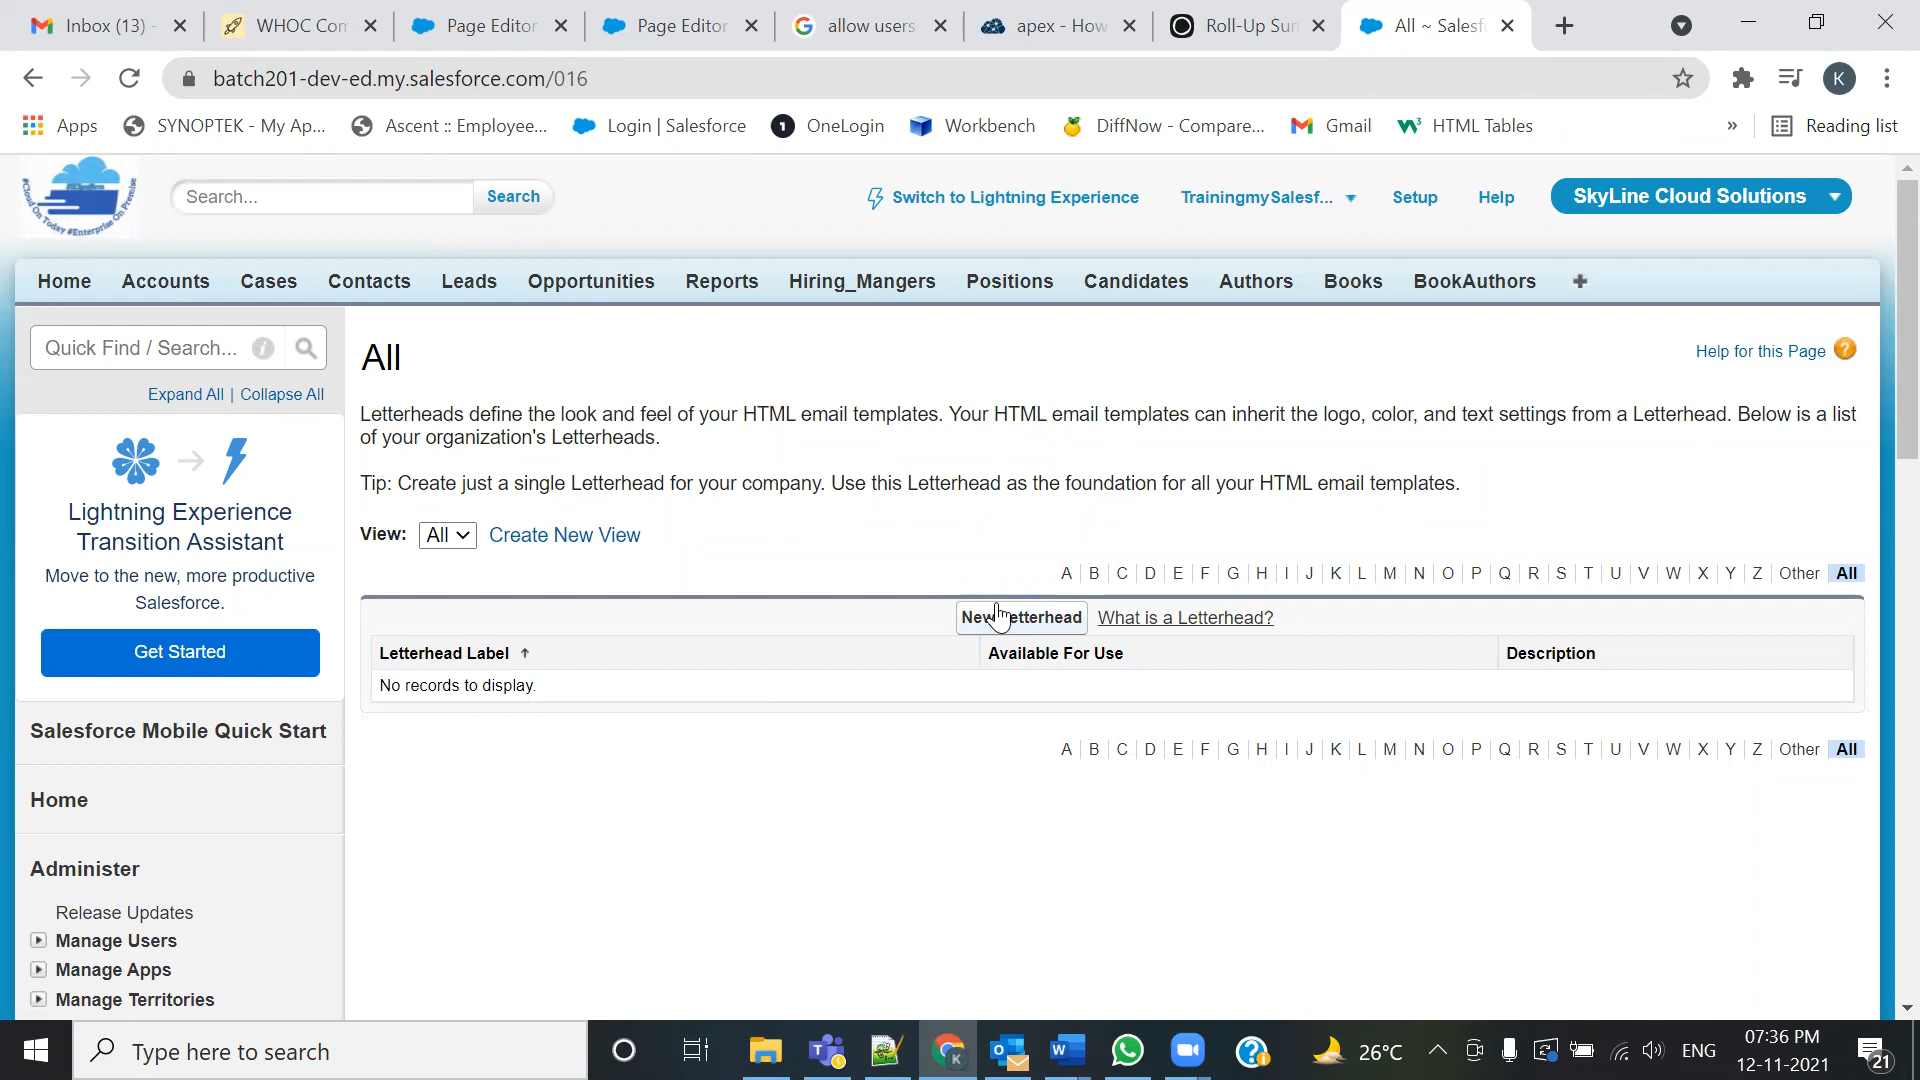 Inbox (13) -
WHOC Com
Page Editor
Page Editor
allow users
apex - How
Roll-Up Sum
All ~ Salesf
batch201-dev-ed.my.salesforce.com/016
K
Apps
SYNOPTEK - My Ap...
Ascent :: Employee...
Login | Salesforce
OneLogin
Workbench
DiffNow - Compare...
Gmail
HTML Tables
»
Reading list
#Cloud On Today #Enterprise On Premise
Search...
Search
Switch to Lightning Experience
TrainingmySalesf...
Setup
Help
SkyLine Cloud Solutions
Home
Accounts
Cases
Contacts
Leads
Opportunities
Reports
Hiring_Mangers
Positions
Candidates
Authors
Books
BookAuthors
Quick Find / Search...
Expand All | Collapse All
Lightning Experience
Transition Assistant
Move to the new, more productive
Salesforce.
Get Started
Salesforce Mobile Quick Start
Home
Administer
Release Updates
Manage Users
Manage Apps
Manage Territories
All
Help for this Page
Letterheads define the look and feel of your HTML email templates. Your HTML email templates can inherit the logo, color, and text settings from a Letterhead. Below is a list
of your organization's Letterheads.
Tip: Create just a single Letterhead for your company. Use this Letterhead as the foundation for all your HTML email templates.
View: All Create New View
A B C D E F G H I J K L M N O P Q R S T U V W X Y Z Other All
New Letterhead What is a Letterhead?
Letterhead Label Available For Use Description
No records to display.
A B C D E F G H I J K L M N O P Q R S T U V W X Y Z Other All
Type here to search
26°C
ENG
07:36 PM
12-11-2021
21